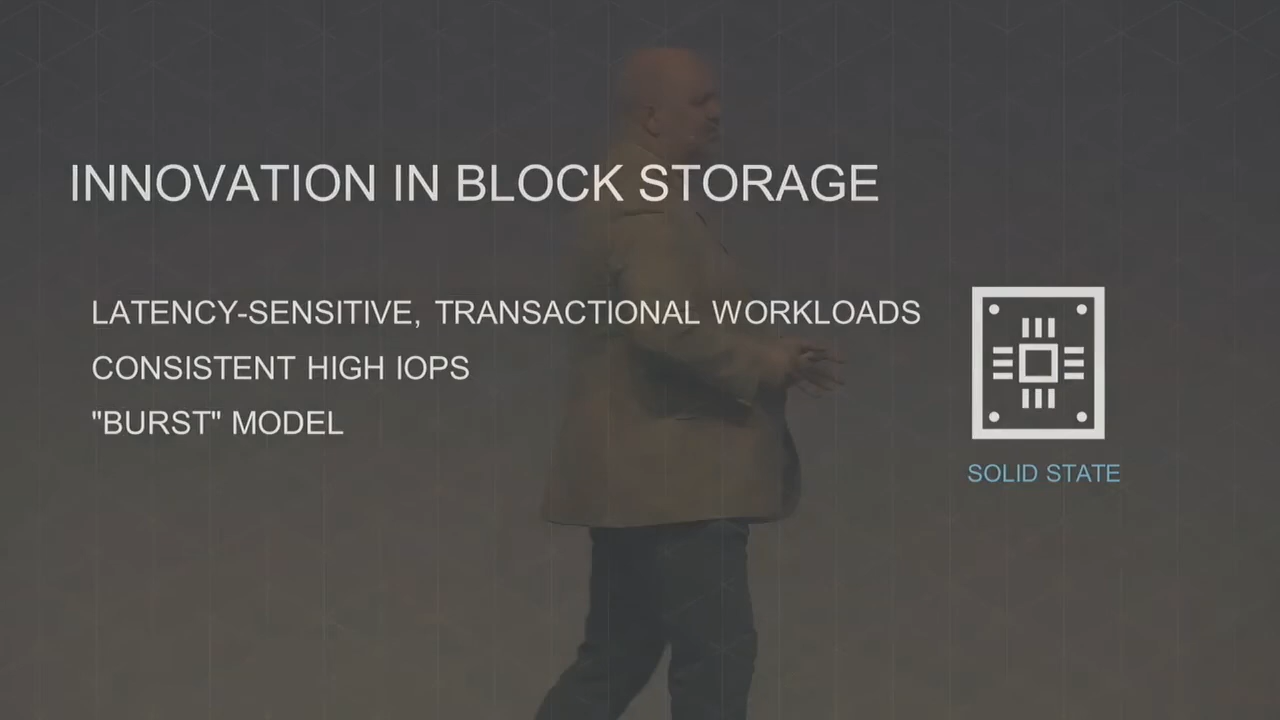 INNOVATION IN BLOCK STORAGE
LATENCY-SENSITIVE, TRANSACTIONAL WORKLOADS
CONSISTENT HIGH IOPS
"BURST" MODEL
SOLID STATE